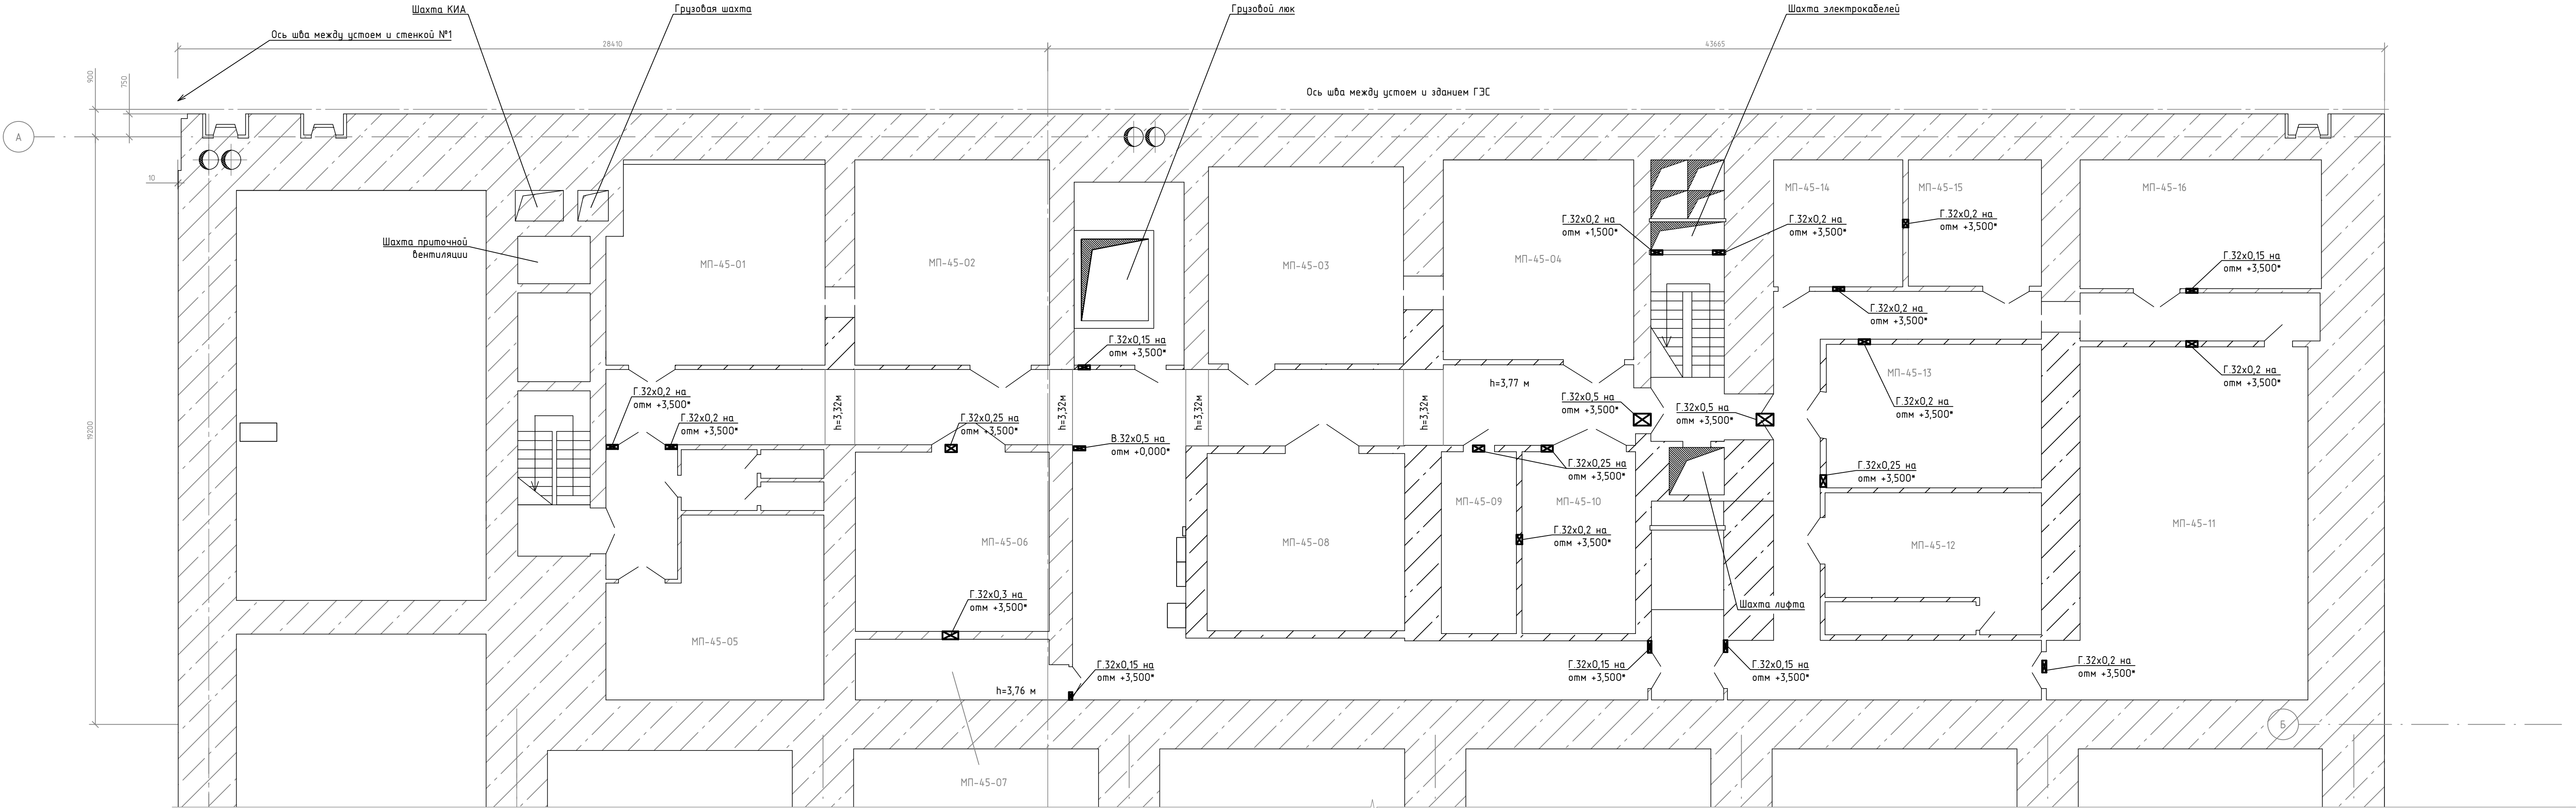 Шахта КИА
Грузовая шахта
Грузовой люк
Шахта электрокабелей
Ось шва между устоем и стенкой №1
28410
43665
900
750
Ось шва между устоем и зданием ГЭС
А
10
МП-45-14
МП-45-15
МП-45-16
Г.32х0,2 на
отм +1,500*
Г.32х0,2 на
отм +3,500*
Г.32х0,2 на
отм +3,500*
Шахта приточной
вентиляции
МП-45-01
МП-45-02
МП-45-03
МП-45-04
Г.32х0,15 на
отм +3,500*
Г.32х0,2 на
отм +3,500*
Г.32х0,15 на
отм +3,500*
МП-45-13
Г.32х0,2 на
отм +3,500*
h=3,77 м
Г.32х0,2 на
отм +3,500*
Г.32х0,2 на
отм +3,500*
h=3,32м
Г.32х0,25 на
отм +3,500*
h=3,32м
h=3,32м
h=3,32м
Г.32х0,5 на
отм +3,500*
Г.32х0,5 на
отм +3,500*
Г.32х0,2 на
отм +3,500*
19200
В.32х0,5 на
отм +0,000*
Г.32х0,25 на
отм +3,500*
Г.32х0,25 на
отм +3,500*
МП-45-09
МП-45-10
МП-45-11
Г.32х0,2 на
отм +3,500*
МП-45-06
МП-45-08
МП-45-12
Г.32х0,3 на
отм +3,500*
Шахта лифта
МП-45-05
Г.32х0,15 на
отм +3,500*
Г.32х0,15 на
отм +3,500*
Г.32х0,15 на
отм +3,500*
Г.32х0,2 на
отм +3,500*
h=3,76 м
Б
МП-45-07